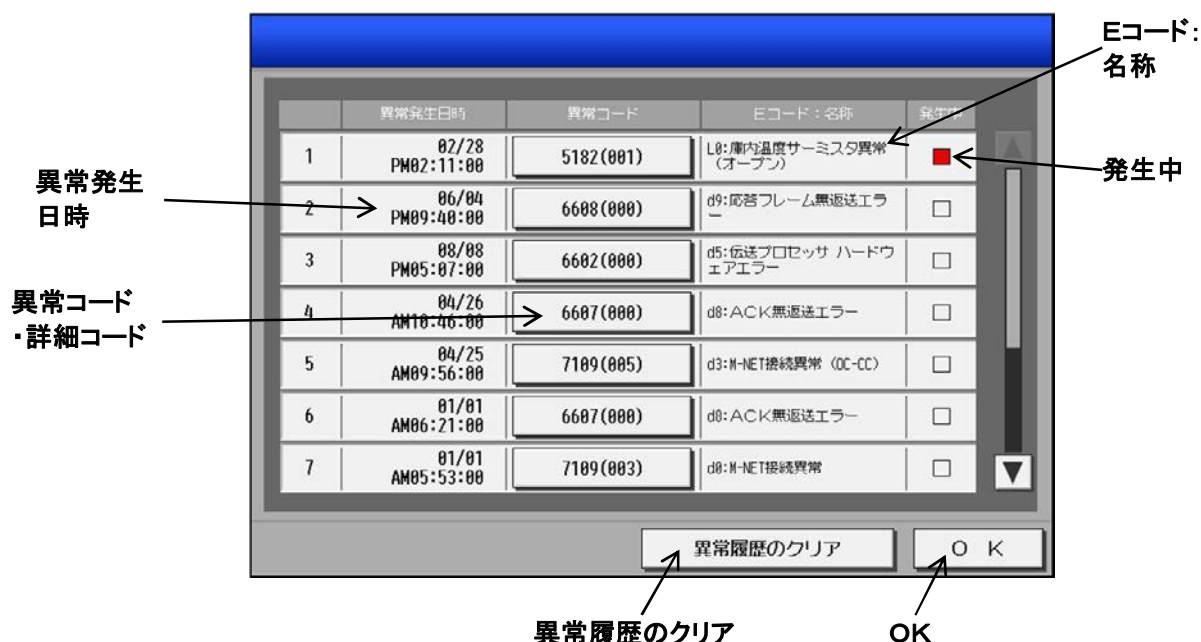 Eコード：
名称
異常発生日時 異常コード Eコード：名称 発生中
1 02/28 PM02:11:00 5182(001) L0:庫内温度サーミスタ異常
（オープン）
発生中
異常発生
日時
2 06/04 PM09:40:00 6608(000) d9:応答フレーム無返送エラ
ー
3 08/08 PM05:07:00 6602(000) d5:伝送プロセッサ ハードウ
ェアエラー
異常コード
・詳細コード
4 04/26 AM10:46:00 6607(000) d8:ACK無返送エラー
5 04/25 AM09:56:00 7109(005) d3:M-NET接続異常（OC-CC）
6 01/01 AM06:21:00 6607(000) d8:ACK無返送エラー
7 01/01 AM05:53:00 7109(003) d0:M-NET接続異常
異常履歴のクリア OK
異常履歴のクリア OK